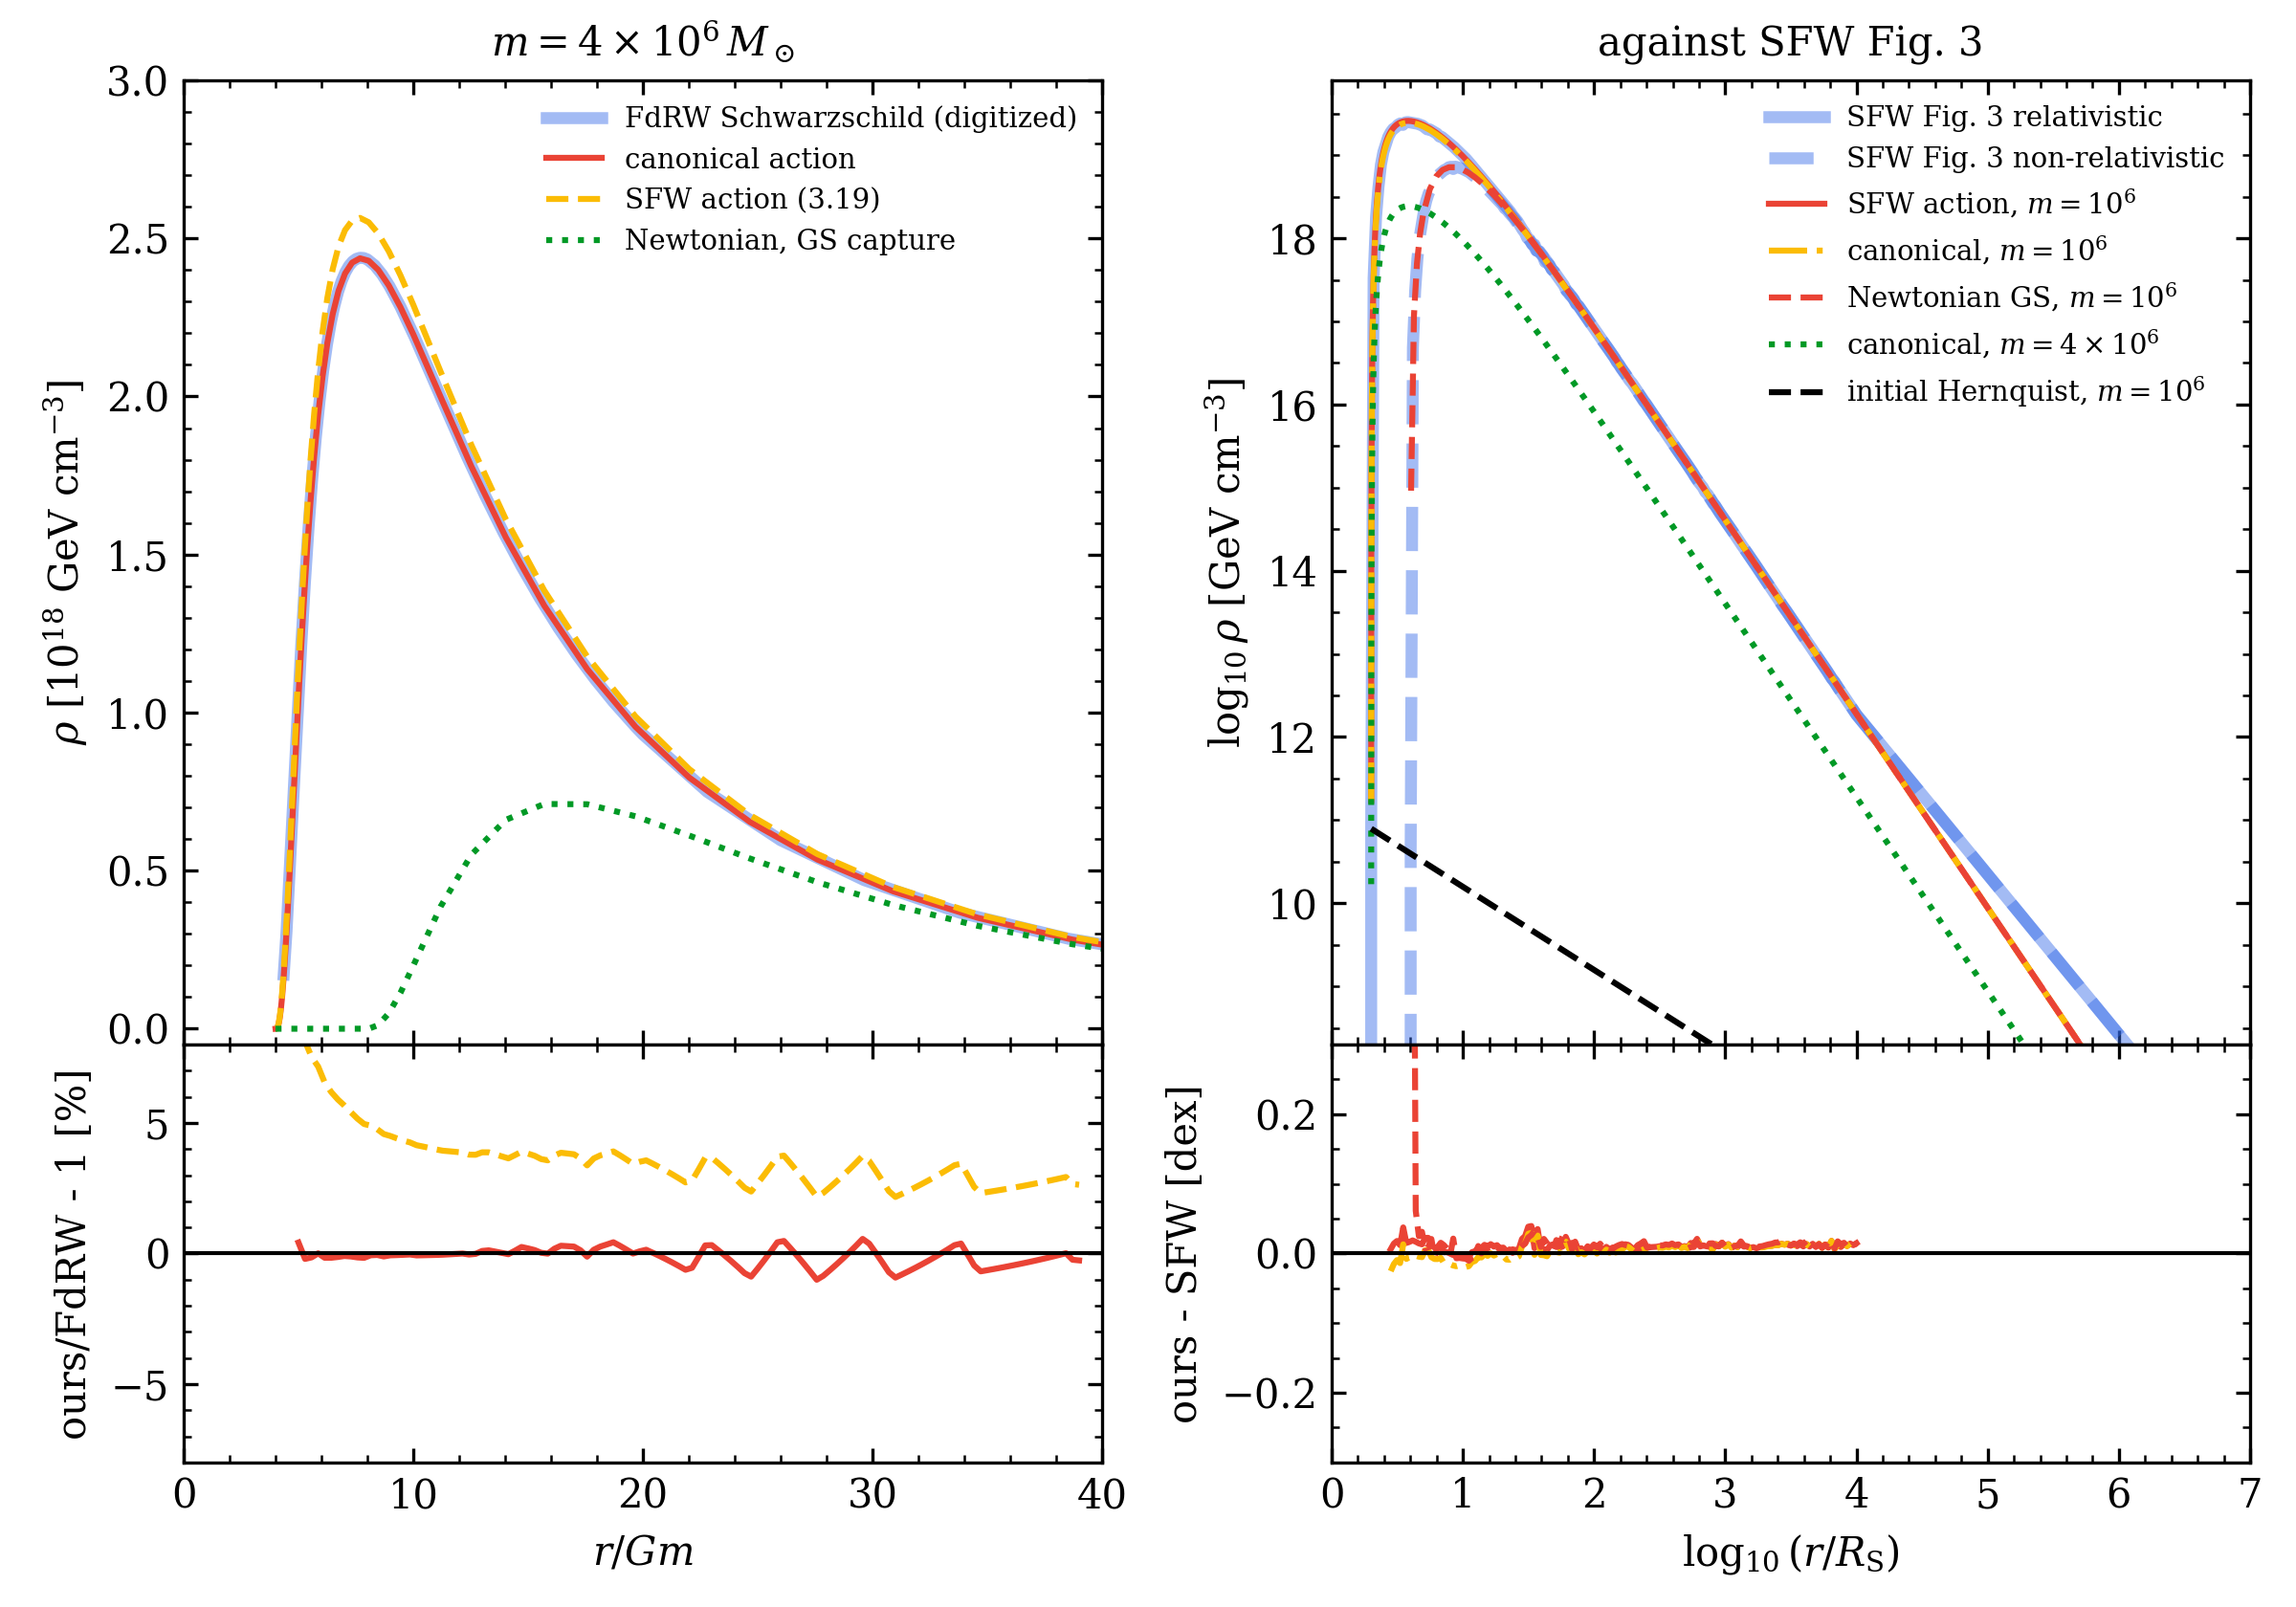 m = 4 × 10⁶ M⊙
against SFW Fig. 3
3.0
2.5
2.0
1.5
1.0
0.5
0.0
ρ [10¹⁸ GeV cm⁻³]
FdRW Schwarzschild (digitized)
canonical action
SFW action (3.19)
Newtonian, GS capture
5
0
−5
ours/FdRW - 1 [%]
0 10 20 30 40
r/Gm
18
16
14
12
10
log₁₀ ρ [GeV cm⁻³]
SFW Fig. 3 relativistic
SFW Fig. 3 non-relativistic
SFW action, m = 10⁶
canonical, m = 10⁶
Newtonian GS, m = 10⁶
canonical, m = 4 × 10⁶
initial Hernquist, m = 10⁶
0.2
0.0
−0.2
ours - SFW [dex]
0 1 2 3 4 5 6 7
log₁₀ (r/R_S)